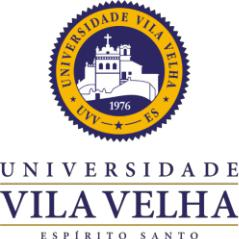 UNIVERSIDADE VILA VELHA
1976
UVV ★ ES
UNIVERSIDADE
VILA VELHA
ESPÍRITO SANTO